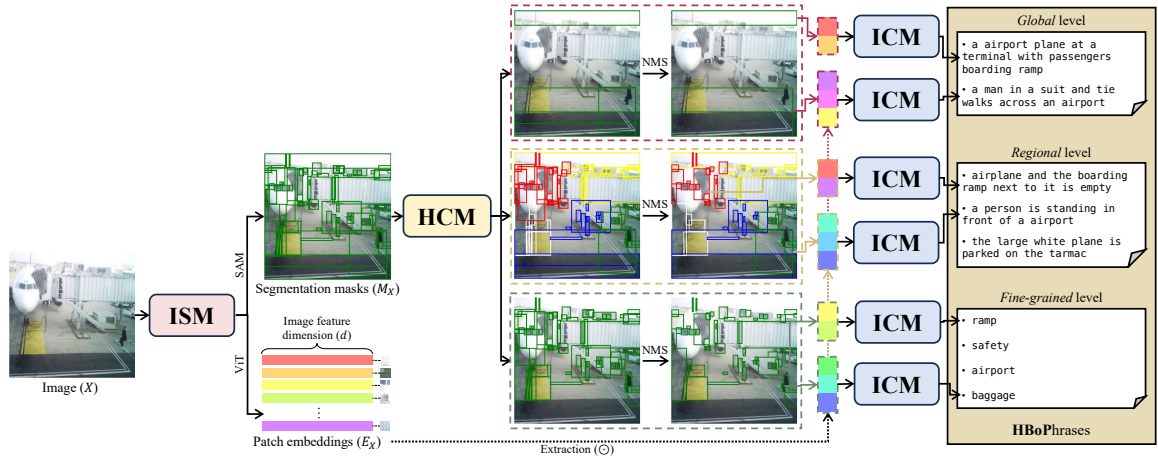 Image (X)
ISM
SAM
ViT
Segmentation masks (M_X)
Image feature
dimension (d)
⋮
Patch embeddings (E_X)
HCM
NMS
NMS
NMS
Extraction (⊙)
ICM
ICM
ICM
ICM
ICM
ICM
Global level
• a airport plane at a
terminal with passengers
boarding ramp
• a man in a suit and tie
walks across an airport
Regional level
• airplane and the boarding
ramp next to it is empty
• a person is standing in
front of a airport
• the large white plane is
parked on the tarmac
Fine-grained level
• ramp
• safety
• airport
• baggage
HBoPhrases